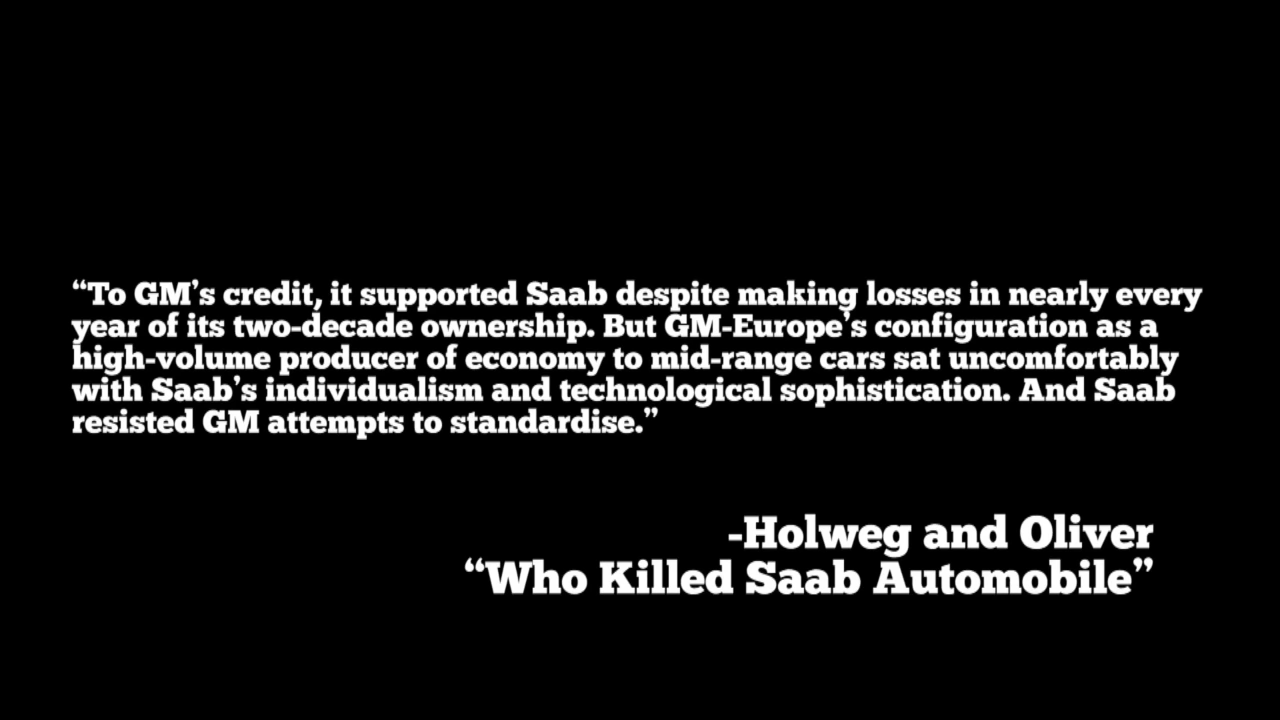 “To GM’s credit, it supported Saab despite making losses in nearly every
year of its two-decade ownership. But GM-Europe’s configuration as a
high-volume producer of economy to mid-range cars sat uncomfortably
with Saab’s individualism and technological sophistication. And Saab
resisted GM attempts to standardise.”
-Holweg and Oliver
“Who Killed Saab Automobile”